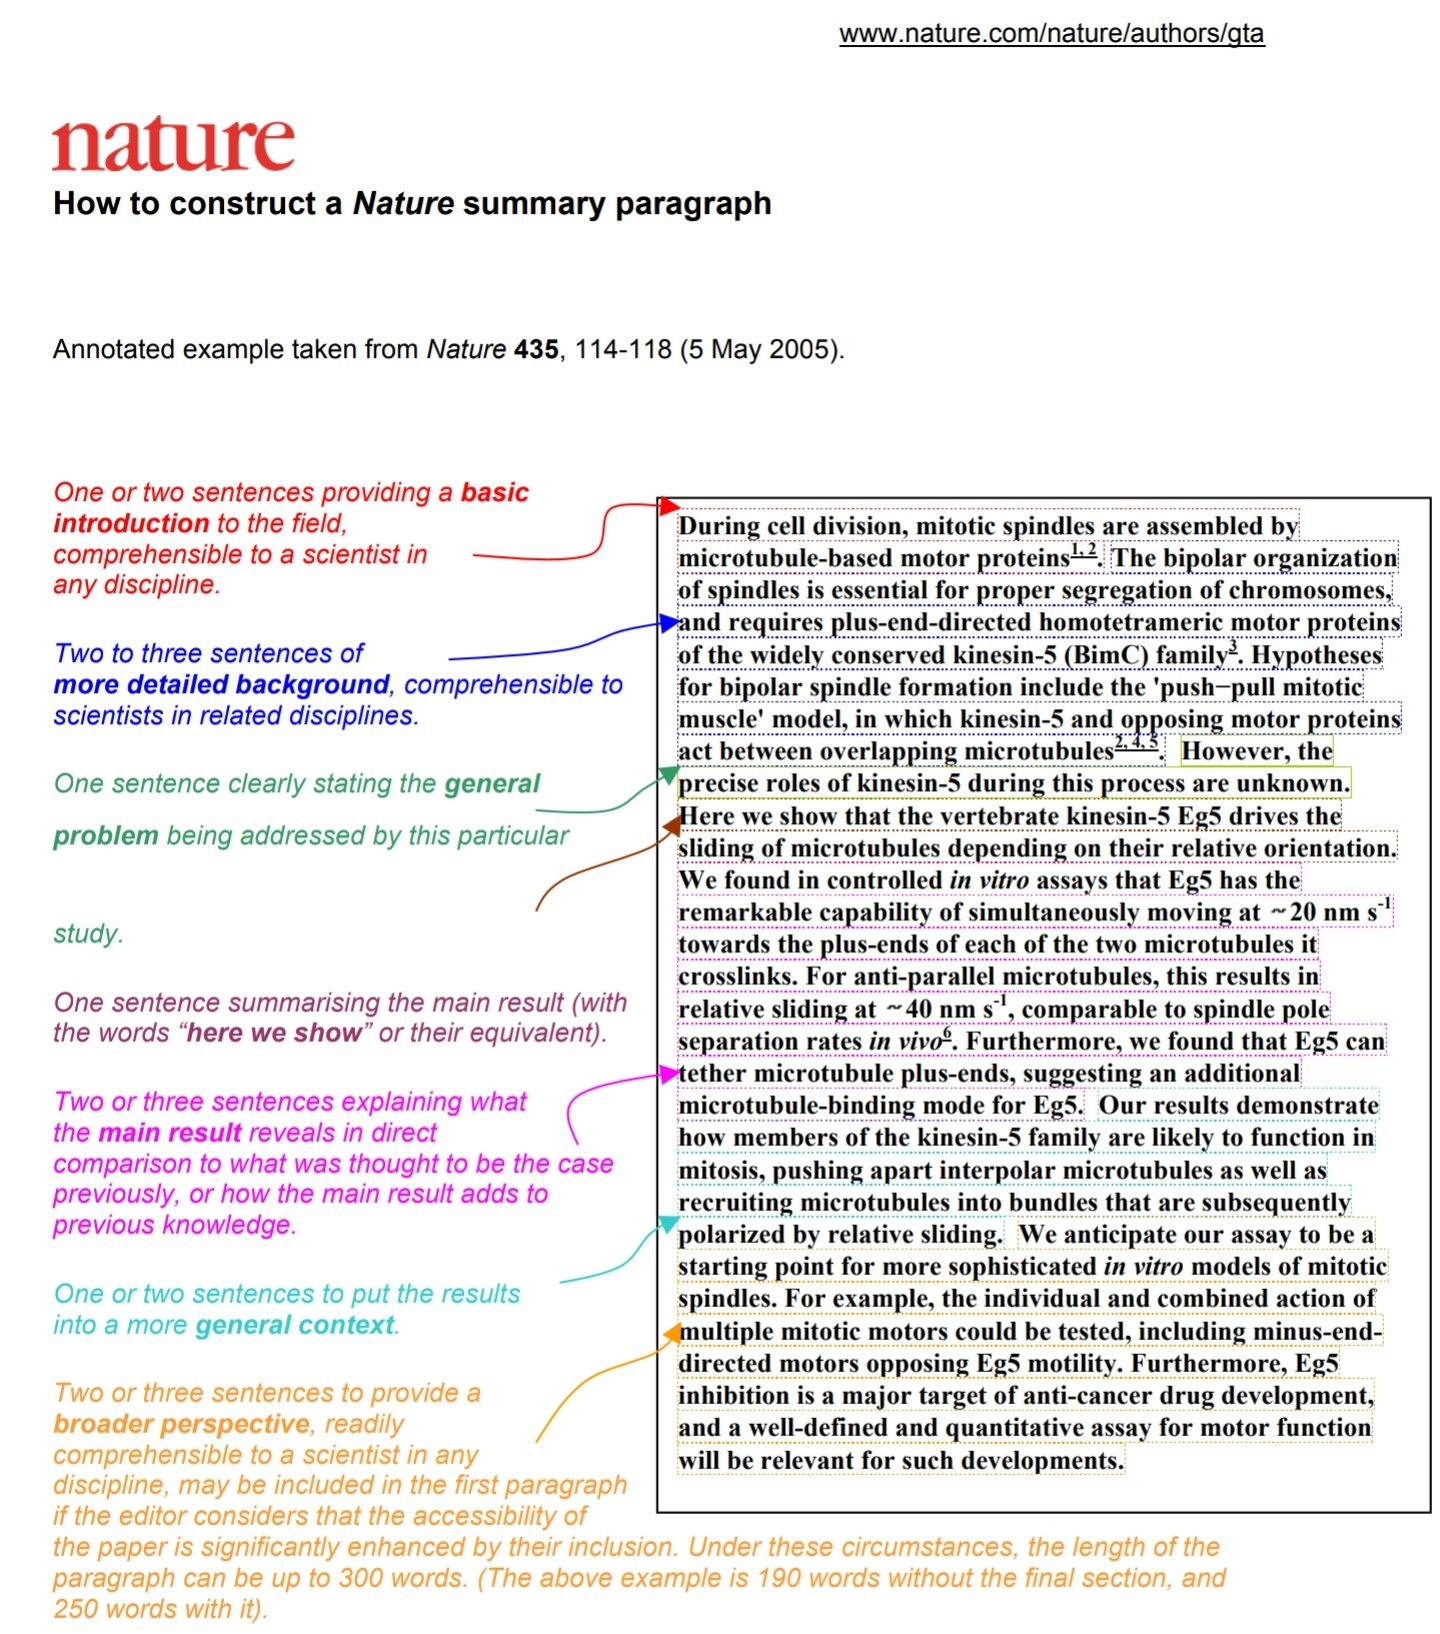 www.nature.com/nature/authors/gta
nature
How to construct a Nature summary paragraph
Annotated example taken from Nature 435, 114-118 (5 May 2005).
One or two sentences providing a basic
introduction to the field,
comprehensible to a scientist in
any discipline.
Two to three sentences of
more detailed background, comprehensible to
scientists in related disciplines.
One sentence clearly stating the general
problem being addressed by this particular
study.
One sentence summarising the main result (with
the words “here we show” or their equivalent).
Two or three sentences explaining what
the main result reveals in direct
comparison to what was thought to be the case
previously, or how the main result adds to
previous knowledge.
One or two sentences to put the results
into a more general context.
Two or three sentences to provide a
broader perspective, readily
comprehensible to a scientist in any
discipline, may be included in the first paragraph
if the editor considers that the accessibility of
the paper is significantly enhanced by their inclusion. Under these circumstances, the length of the
paragraph can be up to 300 words. (The above example is 190 words without the final section, and
250 words with it).
During cell division, mitotic spindles are assembled by
microtubule-based motor proteins1, 2. The bipolar organization
of spindles is essential for proper segregation of chromosomes,
and requires plus-end-directed homotetrameric motor proteins
of the widely conserved kinesin-5 (BimC) family3. Hypotheses
for bipolar spindle formation include the 'push−pull mitotic
muscle' model, in which kinesin-5 and opposing motor proteins
act between overlapping microtubules2, 4, 5. However, the
precise roles of kinesin-5 during this process are unknown.
Here we show that the vertebrate kinesin-5 Eg5 drives the
sliding of microtubules depending on their relative orientation.
We found in controlled in vitro assays that Eg5 has the
remarkable capability of simultaneously moving at ~20 nm s-1
towards the plus-ends of each of the two microtubules it
crosslinks. For anti-parallel microtubules, this results in
relative sliding at ~40 nm s-1, comparable to spindle pole
separation rates in vivo6. Furthermore, we found that Eg5 can
tether microtubule plus-ends, suggesting an additional
microtubule-binding mode for Eg5. Our results demonstrate
how members of the kinesin-5 family are likely to function in
mitosis, pushing apart interpolar microtubules as well as
recruiting microtubules into bundles that are subsequently
polarized by relative sliding. We anticipate our assay to be a
starting point for more sophisticated in vitro models of mitotic
spindles. For example, the individual and combined action of
multiple mitotic motors could be tested, including minus-end-
directed motors opposing Eg5 motility. Furthermore, Eg5
inhibition is a major target of anti-cancer drug development,
and a well-defined and quantitative assay for motor function
will be relevant for such developments.